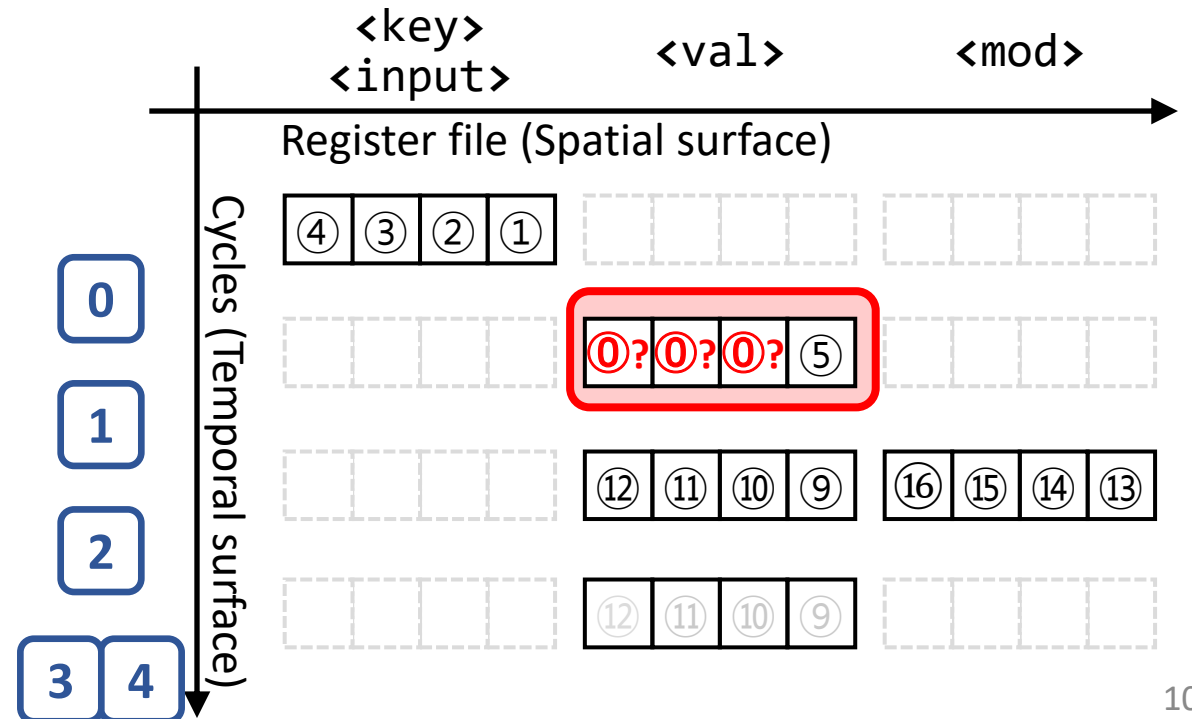 <key>
<input>
<val>
<mod>
Register file (Spatial surface)
Cycles (Temporal surface)
④ ③ ② ①
0
⓪? ⓪? ⓪? ⑤
1
⑫ ⑪ ⑩ ⑨ ⑯ ⑮ ⑭ ⑬
2
⑫ ⑪ ⑩ ⑨
3 4
10